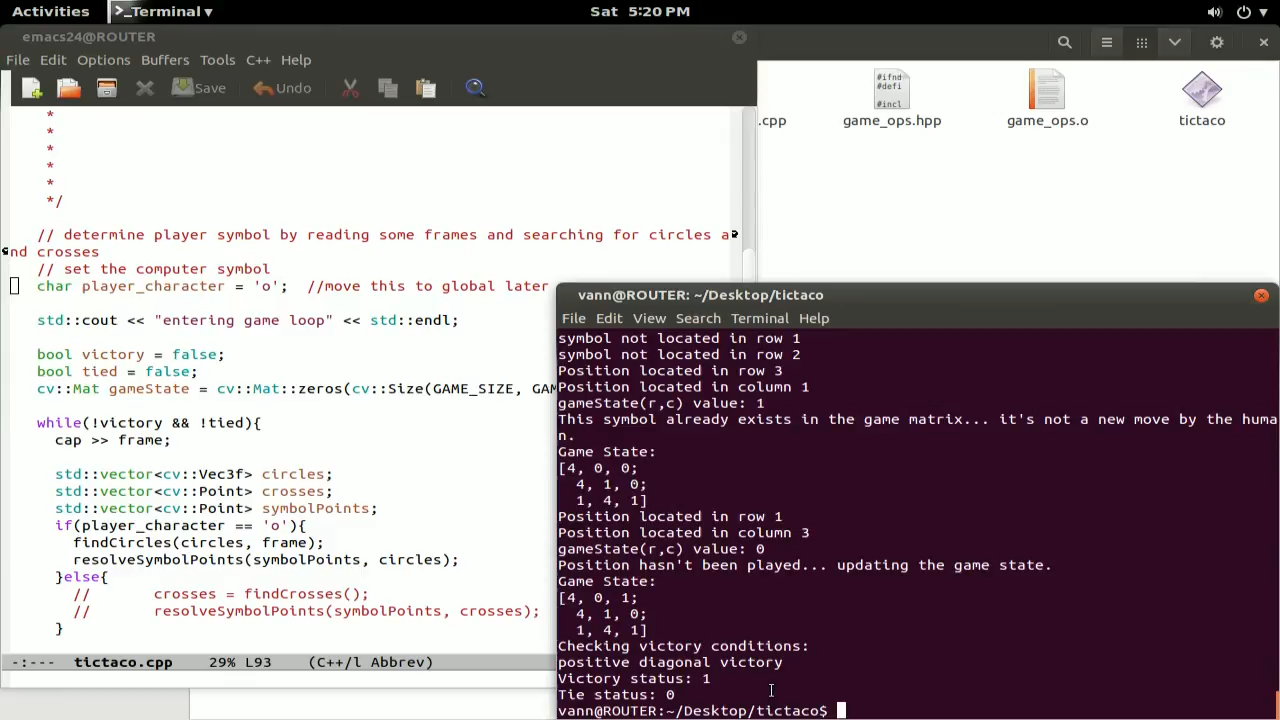 Activities
Terminal
Sat 5:20 PM
emacs24@ROUTER
File Edit Options Buffers Tools C++ Help
Save
Undo
*
*
*
*
*
*/
// determine player symbol by reading some frames and searching for circles a
nd crosses
// set the computer symbol
char player_character = 'o'; //move this to global later
std::cout << "entering game loop" << std::endl;
bool victory = false;
bool tied = false;
cv::Mat gameState = cv::Mat::zeros(cv::Size(GAME_SIZE, GAM
while(!victory && !tied){
cap >> frame;
std::vector<cv::Vec3f> circles;
std::vector<cv::Point> crosses;
std::vector<cv::Point> symbolPoints;
if(player_character == 'o'){
findCircles(circles, frame);
resolveSymbolPoints(symbolPoints, circles);
}else{
// crosses = findCrosses();
// resolveSymbolPoints(symbolPoints, crosses);
}
-:--- tictaco.cpp 29% L93 (C++/l Abbrev)
#ifnd
#defi
#incl
.cpp
game_ops.hpp
game_ops.o
tictaco
vann@ROUTER: ~/Desktop/tictaco
File Edit View Search Terminal Help
symbol not located in row 1
symbol not located in row 2
Position located in row 3
Position located in column 1
gameState(r,c) value: 1
This symbol already exists in the game matrix... it's not a new move by the huma
n.
Game State:
[4, 0, 0;
4, 1, 0;
1, 4, 1]
Position located in row 1
Position located in column 3
gameState(r,c) value: 0
Position hasn't been played... updating the game state.
Game State:
[4, 0, 1;
4, 1, 0;
1, 4, 1]
Checking victory conditions:
positive diagonal victory
Victory status: 1
Tie status: 0
vann@ROUTER:~/Desktop/tictaco$